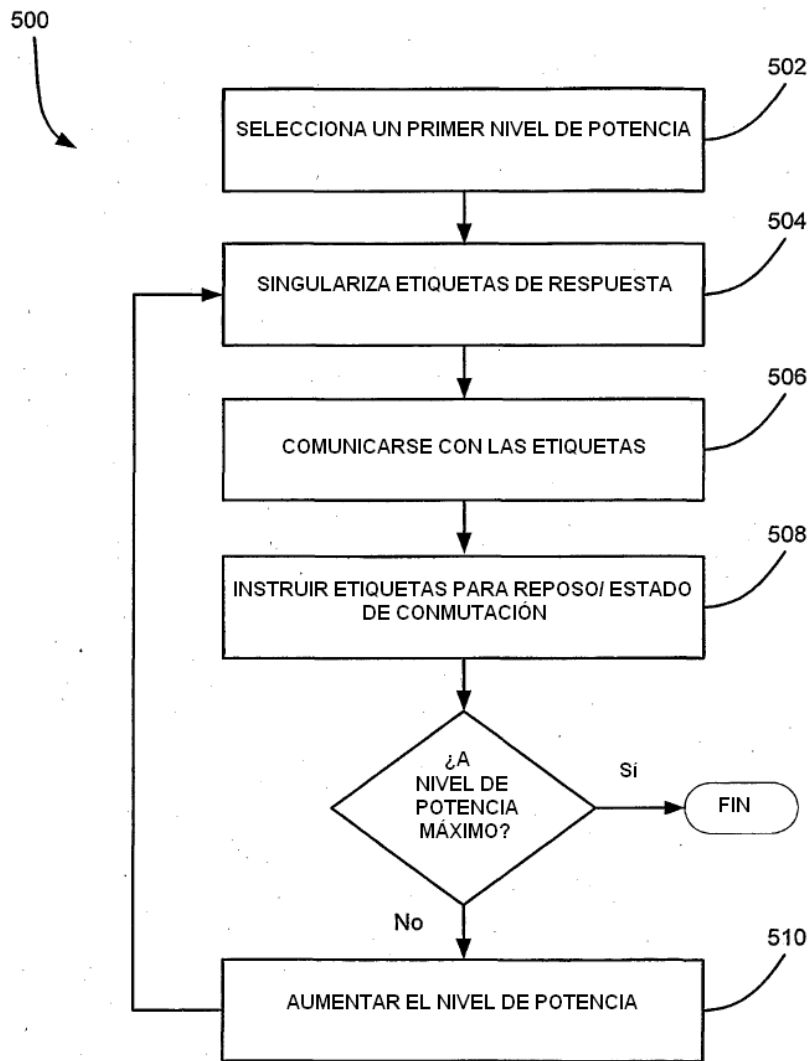 500
502
SELECCIONA UN PRIMER NIVEL DE POTENCIA
504
SINGULARIZA ETIQUETAS DE RESPUESTA
506
COMUNICARSE CON LAS ETIQUETAS
508
INSTRUIR ETIQUETAS PARA REPOSO/ ESTADO
DE CONMUTACIÓN
¿A
NIVEL DE
POTENCIA
MÁXIMO?
Sí
FIN
No
510
AUMENTAR EL NIVEL DE POTENCIA